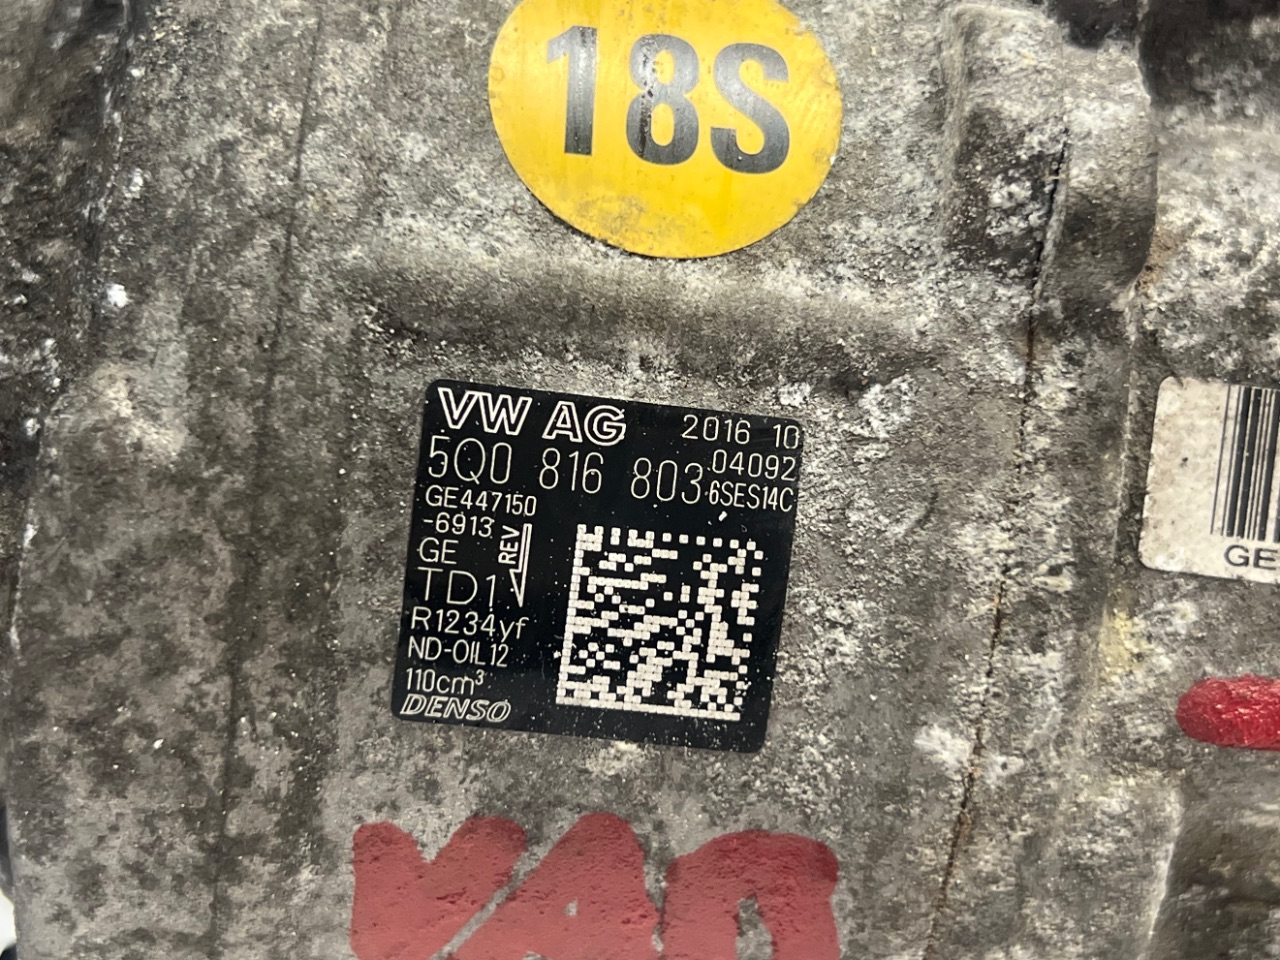 18S
VW AG 2016 10
04092
5Q0 816 803
6SES14C
GE447150
-6913
GE
REV
TD1
R1234yf
ND-OIL12
110cm³
DENSO
GE